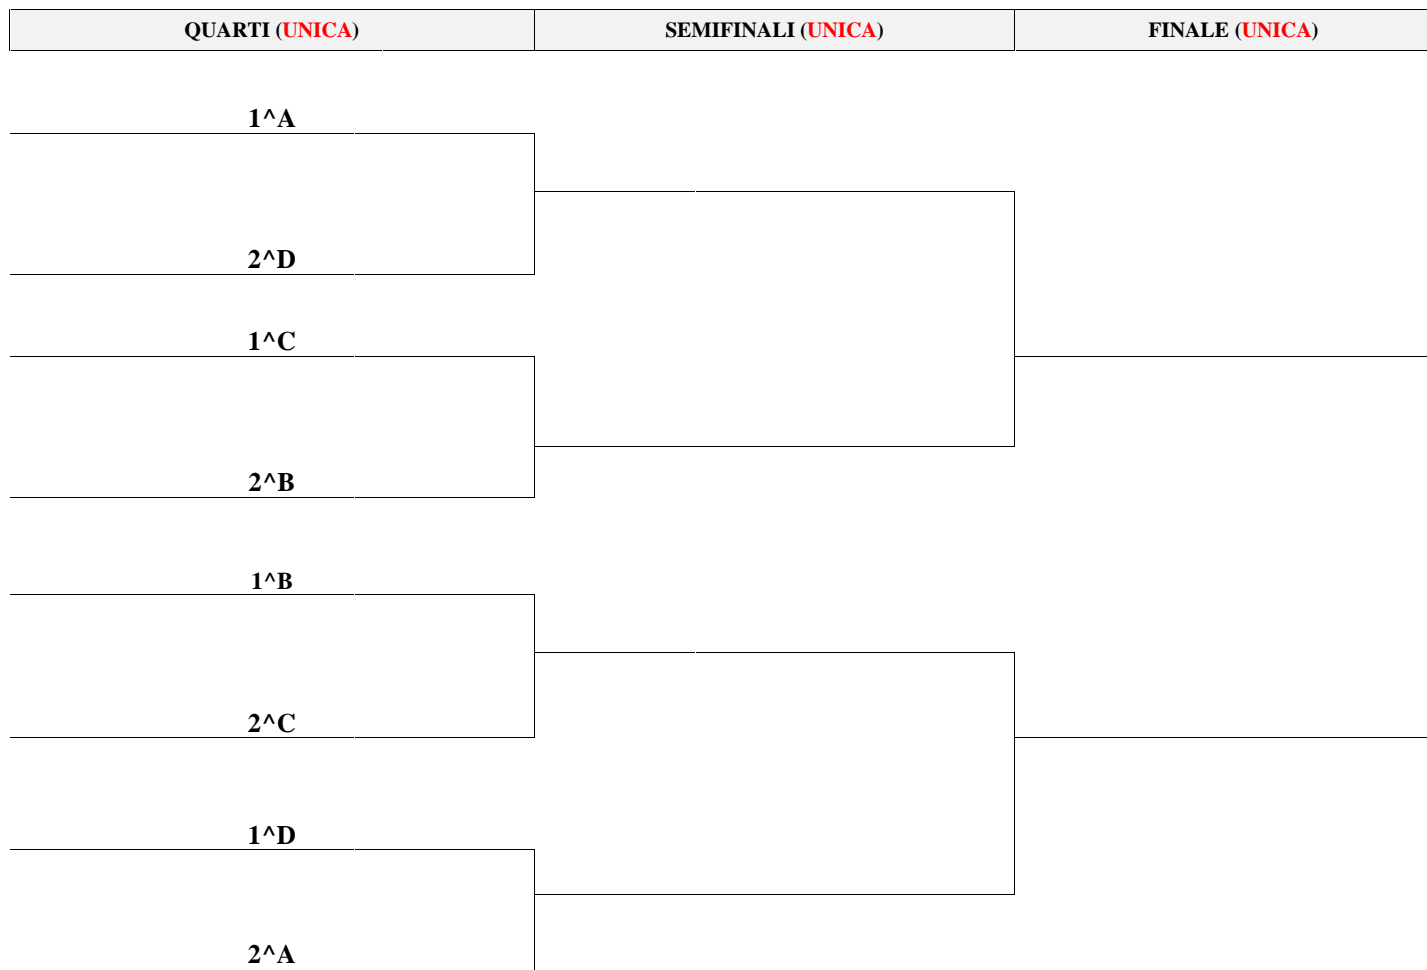 QUARTI (UNICA) SEMIFINALI (UNICA) FINALE (UNICA)
1^A
2^D
1^C
2^B
1^B
2^C
1^D
2^A